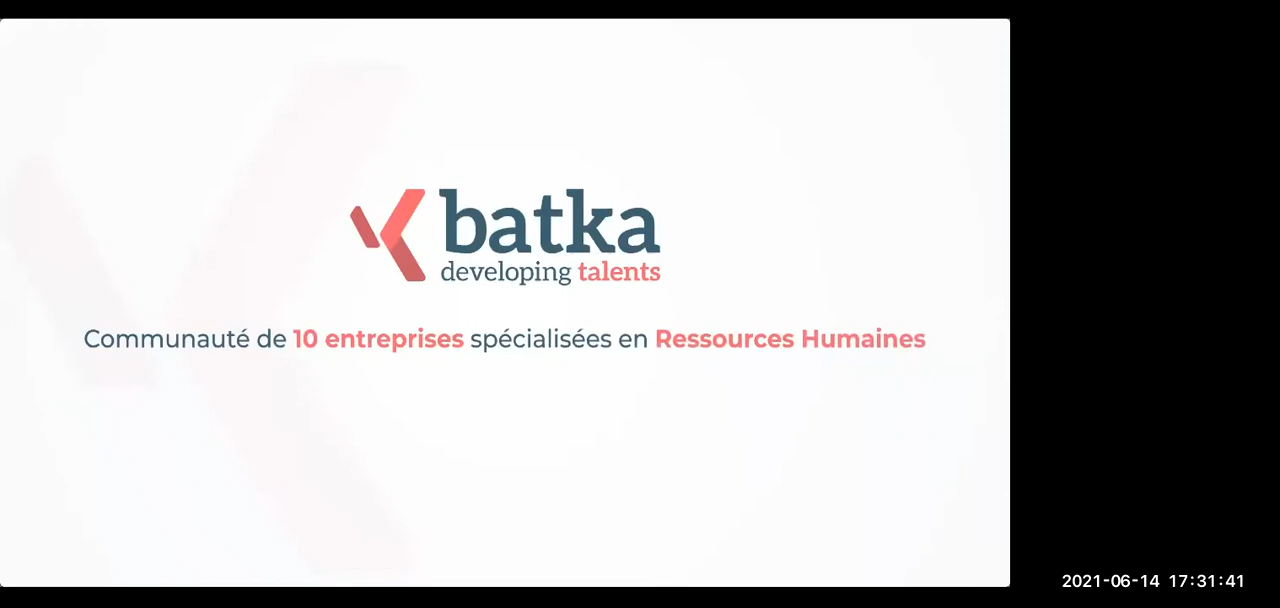 batka
developing talents
Communauté de 10 entreprises spécialisées en Ressources Humaines
2021-06-14 17:31:41